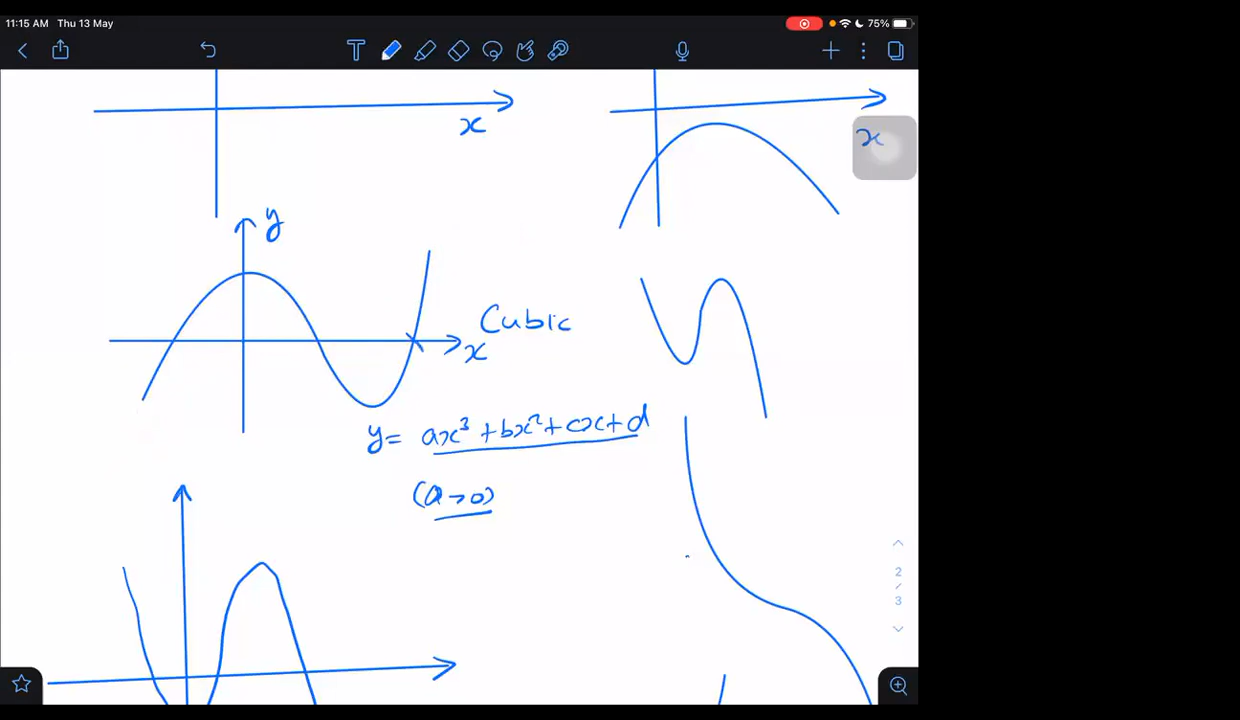 11:15 AM Thu 13 May
75%
T
x
x
y
Cubic
x
y= ax³ +bx²+cx+d
(a>0)
2
/
3